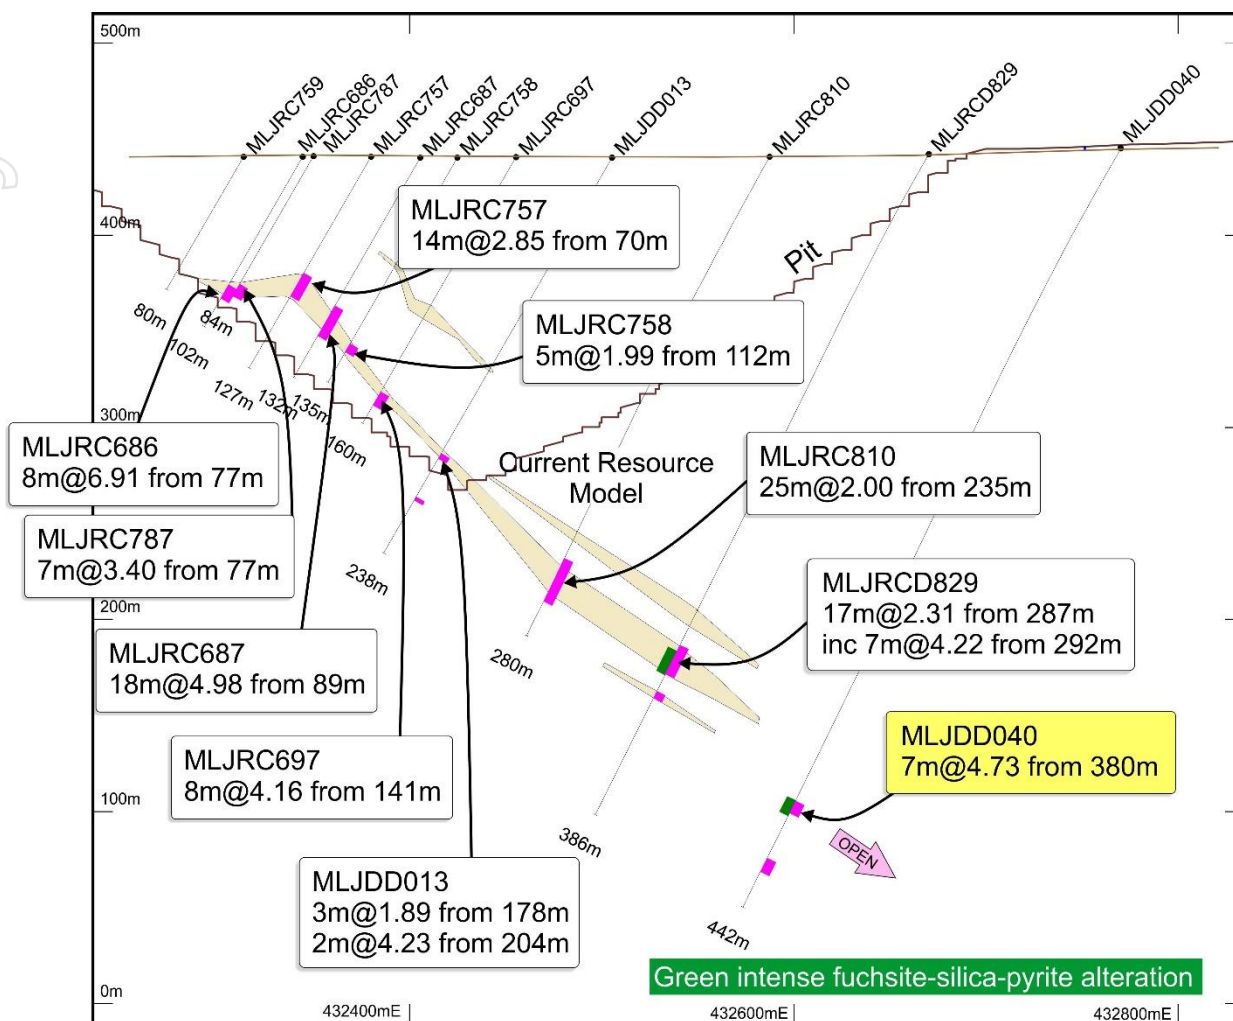 500m
MLJRC759
MLJRC686
MLJRC787
MLJRC757
MLJRC687
MLJRC758
MLJRC697
MLJDD013
MLJRC810
MLJRCD829
MLJDD040
400m
MLJRC757
14m@2.85 from 70m
Pit
80m
84m
102m
127m
132m
135m
160m
MLJRC758
5m@1.99 from 112m
300m
MLJRC686
8m@6.91 from 77m
Current Resource
Model
MLJRC810
25m@2.00 from 235m
MLJRC787
7m@3.40 from 77m
238m
280m
MLJRCD829
17m@2.31 from 287m
inc 7m@4.22 from 292m
200m
MLJRC687
18m@4.98 from 89m
MLJRC697
8m@4.16 from 141m
MLJDD040
7m@4.73 from 380m
100m
386m
OPEN
MLJDD013
3m@1.89 from 178m
2m@4.23 from 204m
442m
Green intense fuchsite-silica-pyrite alteration
0m
432400mE
432600mE
432800mE